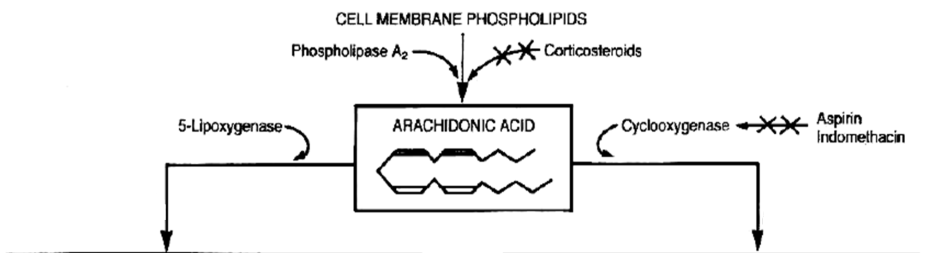 CELL MEMBRANE PHOSPHOLIPIDS
Phospholipase A₂
Corticosteroids
5-Lipoxygenase
ARACHIDONIC ACID
Cyclooxygenase
Aspirin
Indomethacin